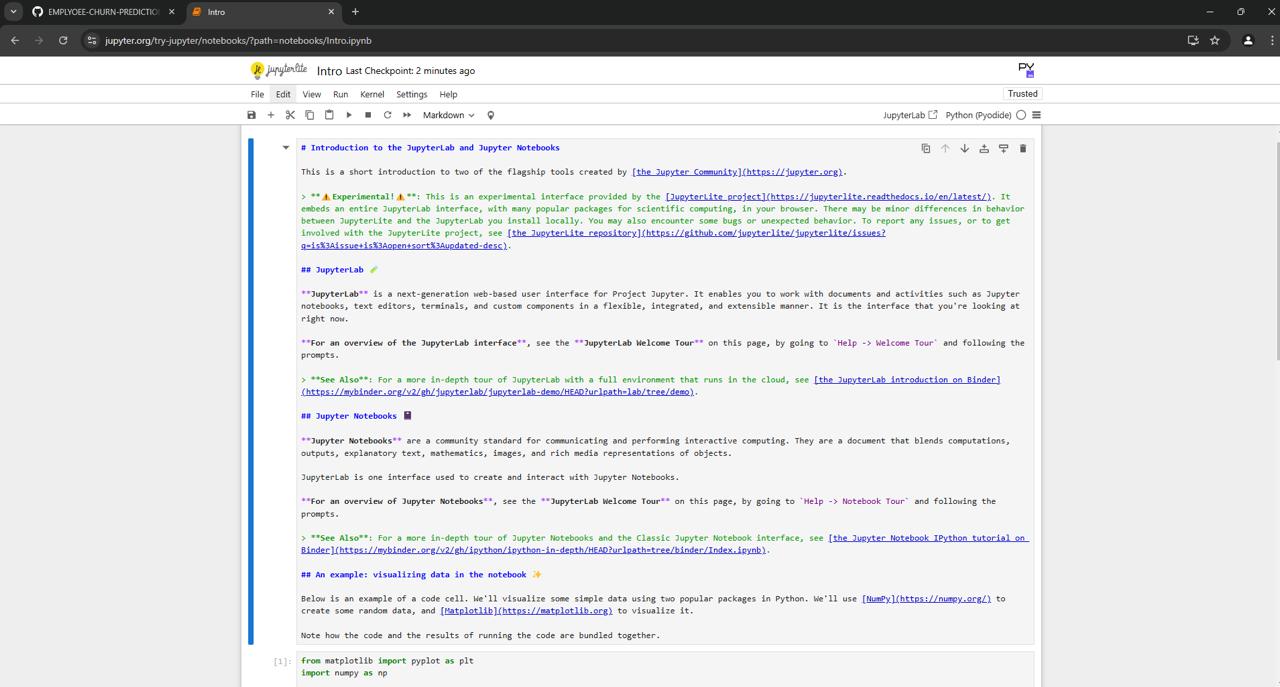 EMPLYOEE-CHURN-PREDICTIO
Intro
jupyter.org/try-jupyter/notebooks/?path=notebooks/Intro.ipynb
jupyterlite
Intro Last Checkpoint: 2 minutes ago
PY
File Edit View Run Kernel Settings Help
Trusted
Markdown
JupyterLab Python (Pyodide)
# Introduction to the JupyterLab and Jupyter Notebooks
This is a short introduction to two of the flagship tools created by [the Jupyter Community](https://jupyter.org).
> **⚠️Experimental!⚠️**: This is an experimental interface provided by the [JupyterLite project](https://jupyterlite.readthedocs.io/en/latest/). It
embeds an entire JupyterLab interface, with many popular packages for scientific computing, in your browser. There may be minor differences in behavior
between JupyterLite and the JupyterLab you install locally. You may also encounter some bugs or unexpected behavior. To report any issues, or to get
involved with the JupyterLite project, see [the JupyterLite repository](https://github.com/jupyterlite/jupyterlite/issues?
q=is%3Aissue+is%3Aopen+sort%3Aupdated-desc).
## JupyterLab 🧪
**JupyterLab** is a next-generation web-based user interface for Project Jupyter. It enables you to work with documents and activities such as Jupyter
notebooks, text editors, terminals, and custom components in a flexible, integrated, and extensible manner. It is the interface that you're looking at
right now.
**For an overview of the JupyterLab interface**, see the **JupyterLab Welcome Tour** on this page, by going to `Help -> Welcome Tour` and following the
prompts.
> **See Also**: For a more in-depth tour of JupyterLab with a full environment that runs in the cloud, see [the JupyterLab introduction on Binder]
(https://mybinder.org/v2/gh/jupyterlab/jupyterlab-demo/HEAD?urlpath=lab/tree/demo).
## Jupyter Notebooks 📓
**Jupyter Notebooks** are a community standard for communicating and performing interactive computing. They are a document that blends computations,
outputs, explanatory text, mathematics, images, and rich media representations of objects.
JupyterLab is one interface used to create and interact with Jupyter Notebooks.
**For an overview of Jupyter Notebooks**, see the **JupyterLab Welcome Tour** on this page, by going to `Help -> Notebook Tour` and following the
prompts.
> **See Also**: For a more in-depth tour of Jupyter Notebooks and the Classic Jupyter Notebook interface, see [the Jupyter Notebook IPython tutorial on
Binder](https://mybinder.org/v2/gh/ipython/ipython-in-depth/HEAD?urlpath=tree/binder/Index.ipynb).
## An example: visualizing data in the notebook ✨
Below is an example of a code cell. We'll visualize some simple data using two popular packages in Python. We'll use [NumPy](https://numpy.org/) to
create some random data, and [Matplotlib](https://matplotlib.org) to visualize it.
Note how the code and the results of running the code are bundled together.
[1]: from matplotlib import pyplot as plt
import numpy as np